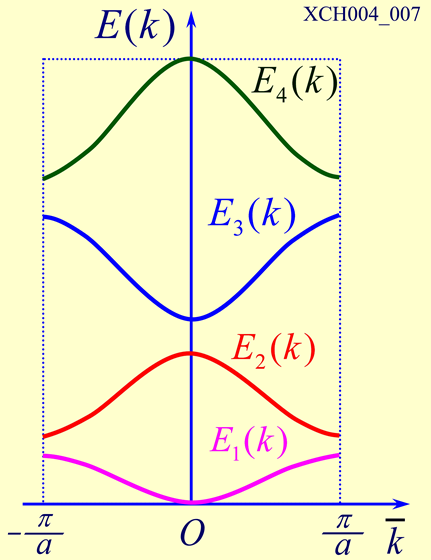 XCH004_007
E(k)
E₄(k)
E₃(k)
E₂(k)
E₁(k)
−π/a O π/a k̄